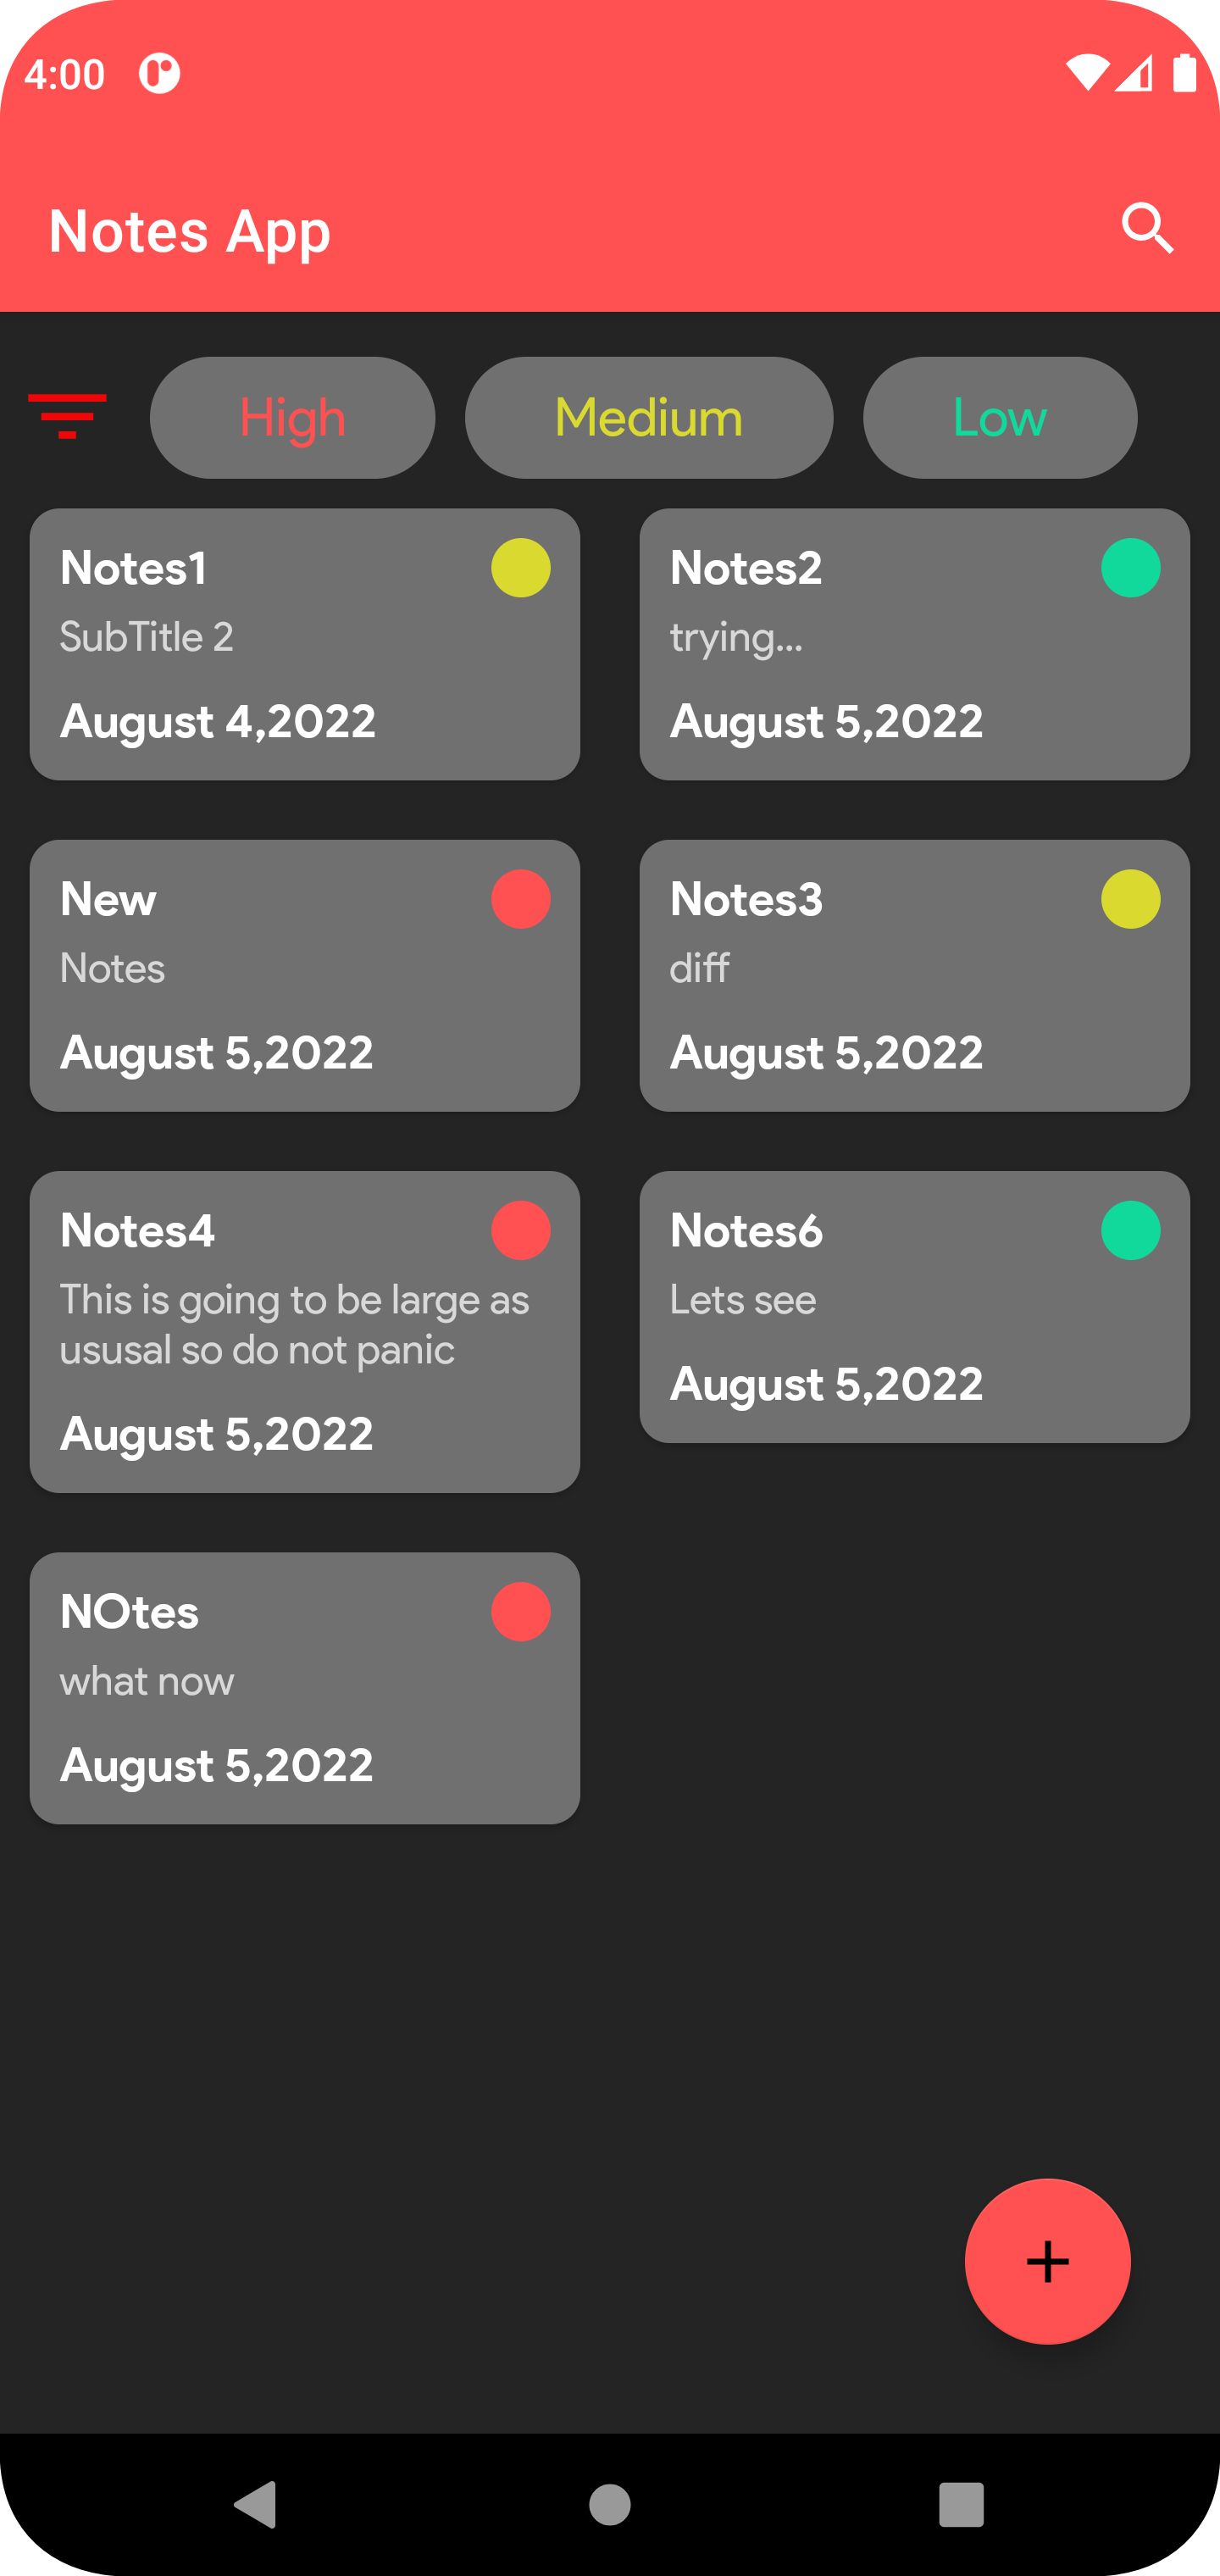 4:00
Notes App
High
Medium
Low
Notes1
SubTitle 2
August 4,2022
Notes2
trying...
August 5,2022
New
Notes
August 5,2022
Notes3
diff
August 5,2022
Notes4
This is going to be large as
ususal so do not panic
August 5,2022
Notes6
Lets see
August 5,2022
NOtes
what now
August 5,2022